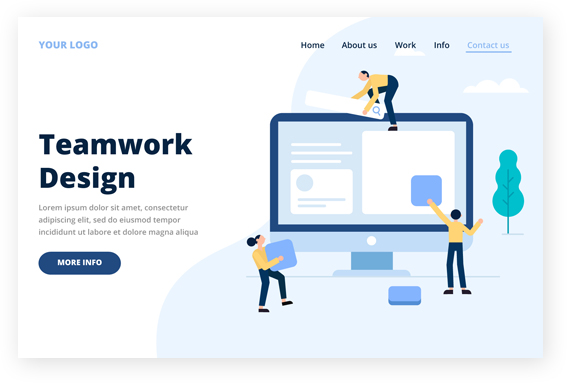 YOUR LOGO
Home About us Work Info Contact us
Teamwork
Design
Lorem ipsum dolor sit amet, consectetur
adipiscing elit, sed do eiusmod tempor
incididunt ut labore et dolore magna aliqua
MORE INFO